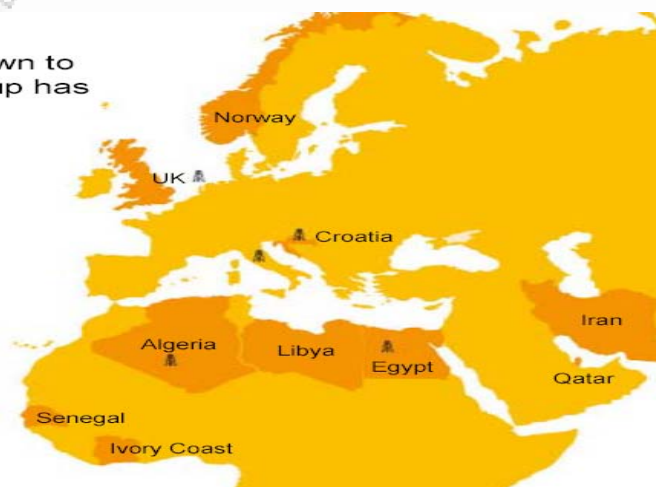 wn to
up has
Norway
UK
Croatia
Iran
Algeria
Libya
Egypt
Qatar
Senegal
Ivory Coast